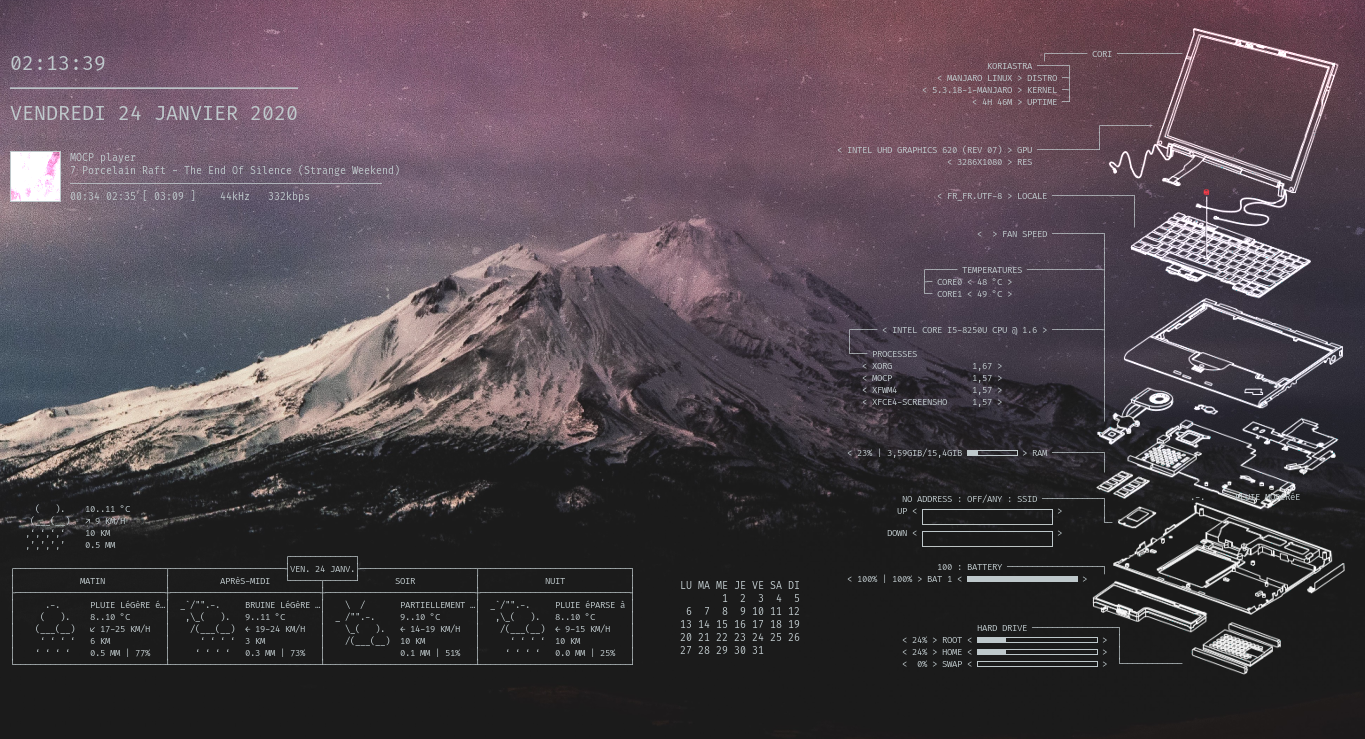 02:13:39
VENDREDI 24 JANVIER 2020
MOCP player
7 Porcelain Raft - The End Of Silence (Strange Weekend)
00:34 02:35 [ 03:09 ] 44kHz 332kbps
CORI
KORIASTRA
< MANJARO LINUX > DISTRO
< 5.3.18-1-MANJARO > KERNEL
< 4H 46M > UPTIME
< INTEL UHD GRAPHICS 620 (REV 07) > GPU
< 3286X1080 > RES
< FR_FR.UTF-8 > LOCALE
< > FAN SPEED
TEMPERATURES
CORE0 < 48 °C >
CORE1 < 49 °C >
< INTEL CORE I5-8250U CPU @ 1.6 >
PROCESSES
< XORG 1,67 >
< MOCP 1,57 >
< XFWM4 1,57 >
< XFCE4-SCREENSHO 1,57 >
< 23% | 3,59GIB/15,4GIB > RAM
NO ADDRESS : OFF/ANY : SSID
UP < >
DOWN < >
100 : BATTERY
< 100% | 100% > BAT 1 < >
HARD DRIVE
< 24% > ROOT < >
< 24% > HOME < >
< 0% > SWAP < >
10..11 °C
↗ 9 KM/H
10 KM
0.5 MM
VEN. 24 JANV.
MATIN APRèS-MIDI SOIR NUIT
PLUIE LéGèRE é… BRUINE LéGèRE … PARTIELLEMENT … PLUIE éPARSE à
8..10 °C 9..11 °C 9..10 °C 8..10 °C
↙ 17-25 KM/H ← 19-24 KM/H ← 14-19 KM/H ← 9-15 KM/H
6 KM 3 KM 10 KM 10 KM
0.5 MM | 77% 0.3 MM | 73% 0.1 MM | 51% 0.0 MM | 25%
LU MA ME JE VE SA DI
1 2 3 4 5
6 7 8 9 10 11 12
13 14 15 16 17 18 19
20 21 22 23 24 25 26
27 28 29 30 31